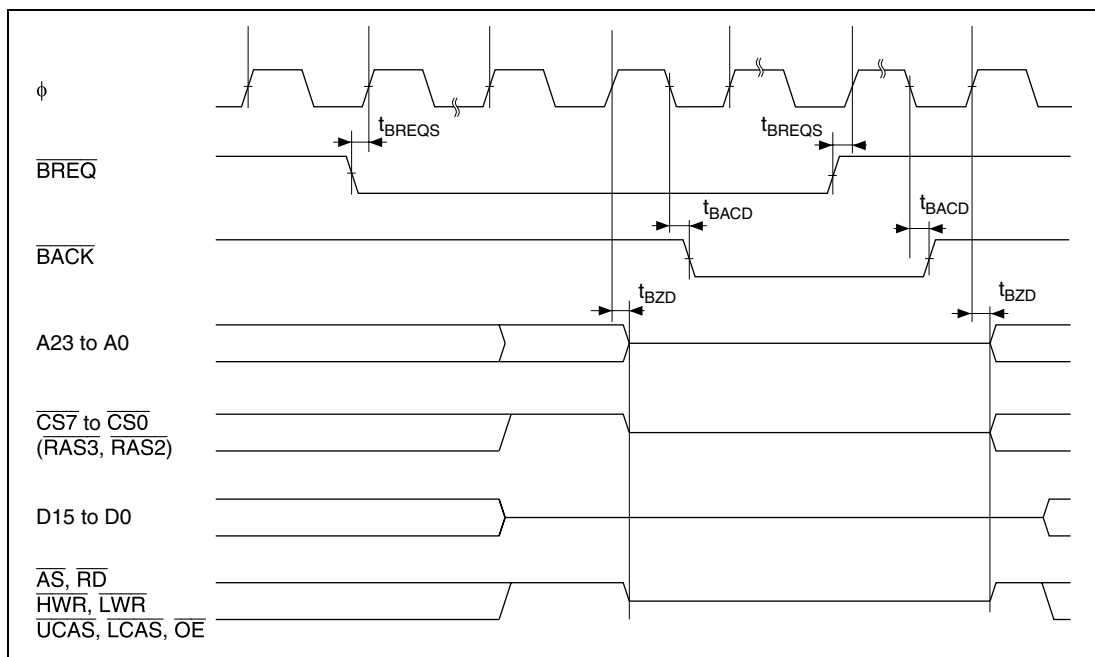 ϕ
tBREQS
tBREQS
BREQ
tBACD
tBACD
BACK
tBZD
tBZD
A23 to A0
CS7 to CS0
(RAS3, RAS2)
D15 to D0
AS, RD
HWR, LWR
UCAS, LCAS, OE